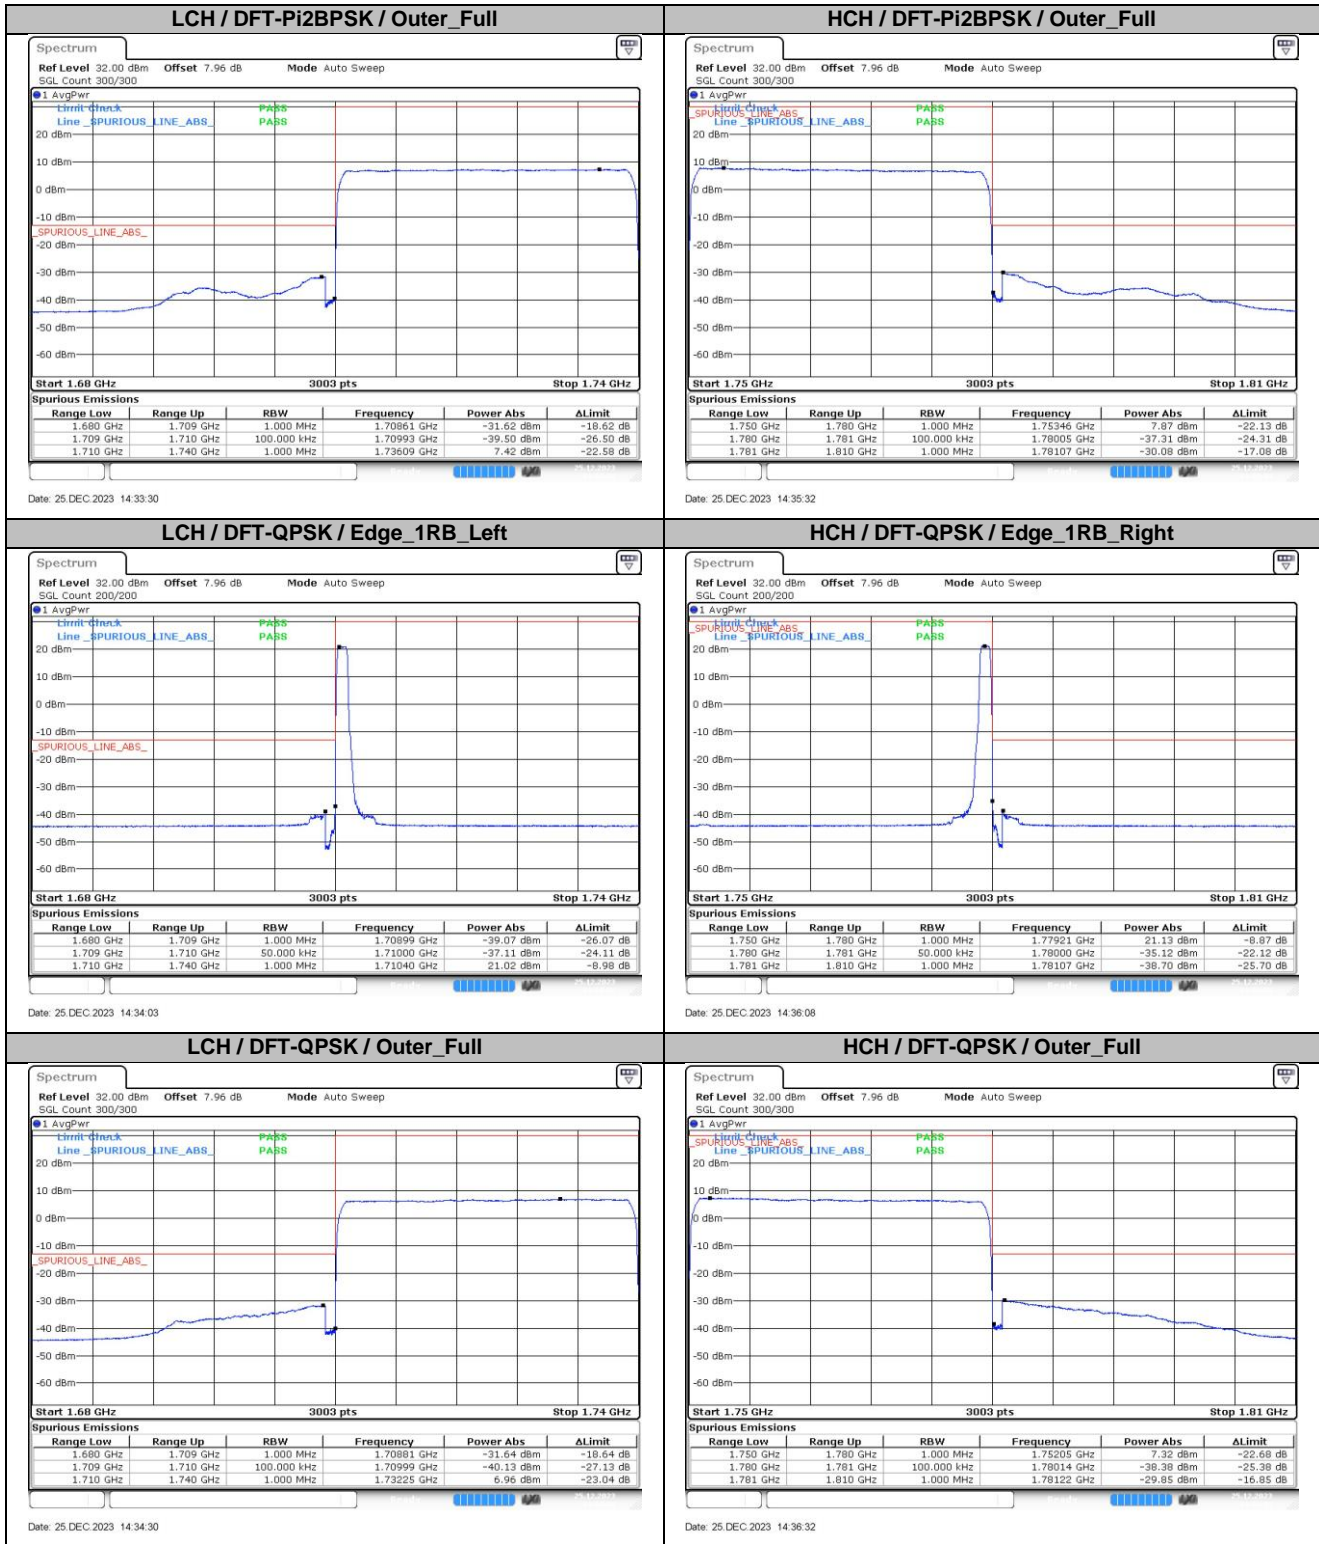 LCH / DFT-Pi2BPSK / Outer_Full
Spectrum
Ref Level 32.00 dBm Offset 7.96 dB Mode Auto Sweep
SGL Count 300/300
1 AvgPwr
Limit Check PASS
Line _SPURIOUS_LINE_ABS_ PASS
20 dBm
10 dBm
0 dBm
-10 dBm
_SPURIOUS_LINE_ABS_
-20 dBm
-30 dBm
-40 dBm
-50 dBm
-60 dBm
Start 1.68 GHz 3003 pts Stop 1.74 GHz
Spurious Emissions
Range Low Range Up RBW Frequency Power Abs ΔLimit
1.680 GHz 1.709 GHz 1.000 MHz 1.70861 GHz -31.62 dBm -18.62 dB
1.709 GHz 1.710 GHz 100.000 kHz 1.70993 GHz -39.50 dBm -26.50 dB
1.710 GHz 1.740 GHz 1.000 MHz 1.73609 GHz 7.42 dBm -22.58 dB
Date: 25.DEC.2023 14:33:30
HCH / DFT-Pi2BPSK / Outer_Full
Spectrum
Ref Level 32.00 dBm Offset 7.96 dB Mode Auto Sweep
SGL Count 300/300
1 AvgPwr
Limit Check PASS
_SPURIOUS_LINE_ABS_
Line _SPURIOUS_LINE_ABS_ PASS
20 dBm
10 dBm
0 dBm
-10 dBm
-20 dBm
-30 dBm
-40 dBm
-50 dBm
-60 dBm
Start 1.75 GHz 3003 pts Stop 1.81 GHz
Spurious Emissions
Range Low Range Up RBW Frequency Power Abs ΔLimit
1.750 GHz 1.780 GHz 1.000 MHz 1.75346 GHz 7.87 dBm -22.13 dB
1.780 GHz 1.781 GHz 100.000 kHz 1.78005 GHz -37.31 dBm -24.31 dB
1.781 GHz 1.810 GHz 1.000 MHz 1.78107 GHz -30.08 dBm -17.08 dB
Date: 25.DEC.2023 14:35:32
LCH / DFT-QPSK / Edge_1RB_Left
Spectrum
Ref Level 32.00 dBm Offset 7.96 dB Mode Auto Sweep
SGL Count 200/200
1 AvgPwr
Limit Check PASS
Line _SPURIOUS_LINE_ABS_ PASS
20 dBm
10 dBm
0 dBm
-10 dBm
_SPURIOUS_LINE_ABS_
-20 dBm
-30 dBm
-40 dBm
-50 dBm
-60 dBm
Start 1.68 GHz 3003 pts Stop 1.74 GHz
Spurious Emissions
Range Low Range Up RBW Frequency Power Abs ΔLimit
1.680 GHz 1.709 GHz 1.000 MHz 1.70899 GHz -39.07 dBm -26.07 dB
1.709 GHz 1.710 GHz 50.000 kHz 1.71000 GHz -37.11 dBm -24.11 dB
1.710 GHz 1.740 GHz 1.000 MHz 1.71040 GHz 21.02 dBm -8.98 dB
Date: 25.DEC.2023 14:34:03
HCH / DFT-QPSK / Edge_1RB_Right
Spectrum
Ref Level 32.00 dBm Offset 7.96 dB Mode Auto Sweep
SGL Count 200/200
1 AvgPwr
Limit Check PASS
_SPURIOUS_LINE_ABS_
Line _SPURIOUS_LINE_ABS_ PASS
20 dBm
10 dBm
0 dBm
-10 dBm
-20 dBm
-30 dBm
-40 dBm
-50 dBm
-60 dBm
Start 1.75 GHz 3003 pts Stop 1.81 GHz
Spurious Emissions
Range Low Range Up RBW Frequency Power Abs ΔLimit
1.750 GHz 1.780 GHz 1.000 MHz 1.77921 GHz 21.13 dBm -8.87 dB
1.780 GHz 1.781 GHz 50.000 kHz 1.78000 GHz -35.12 dBm -22.12 dB
1.781 GHz 1.810 GHz 1.000 MHz 1.78107 GHz -38.70 dBm -25.70 dB
Date: 25.DEC.2023 14:36:08
LCH / DFT-QPSK / Outer_Full
Spectrum
Ref Level 32.00 dBm Offset 7.96 dB Mode Auto Sweep
SGL Count 300/300
1 AvgPwr
Limit Check PASS
Line _SPURIOUS_LINE_ABS_ PASS
20 dBm
10 dBm
0 dBm
-10 dBm
_SPURIOUS_LINE_ABS_
-20 dBm
-30 dBm
-40 dBm
-50 dBm
-60 dBm
Start 1.68 GHz 3003 pts Stop 1.74 GHz
Spurious Emissions
Range Low Range Up RBW Frequency Power Abs ΔLimit
1.680 GHz 1.709 GHz 1.000 MHz 1.70881 GHz -31.64 dBm -18.64 dB
1.709 GHz 1.710 GHz 100.000 kHz 1.70999 GHz -40.13 dBm -27.13 dB
1.710 GHz 1.740 GHz 1.000 MHz 1.73225 GHz 6.96 dBm -23.04 dB
Date: 25.DEC.2023 14:34:30
HCH / DFT-QPSK / Outer_Full
Spectrum
Ref Level 32.00 dBm Offset 7.96 dB Mode Auto Sweep
SGL Count 300/300
1 AvgPwr
Limit Check PASS
_SPURIOUS_LINE_ABS_
Line _SPURIOUS_LINE_ABS_ PASS
20 dBm
10 dBm
0 dBm
-10 dBm
-20 dBm
-30 dBm
-40 dBm
-50 dBm
-60 dBm
Start 1.75 GHz 3003 pts Stop 1.81 GHz
Spurious Emissions
Range Low Range Up RBW Frequency Power Abs ΔLimit
1.750 GHz 1.780 GHz 1.000 MHz 1.75205 GHz 7.32 dBm -22.68 dB
1.780 GHz 1.781 GHz 100.000 kHz 1.78014 GHz -38.38 dBm -25.38 dB
1.781 GHz 1.810 GHz 1.000 MHz 1.78122 GHz -29.85 dBm -16.85 dB
Date: 25.DEC.2023 14:36:32